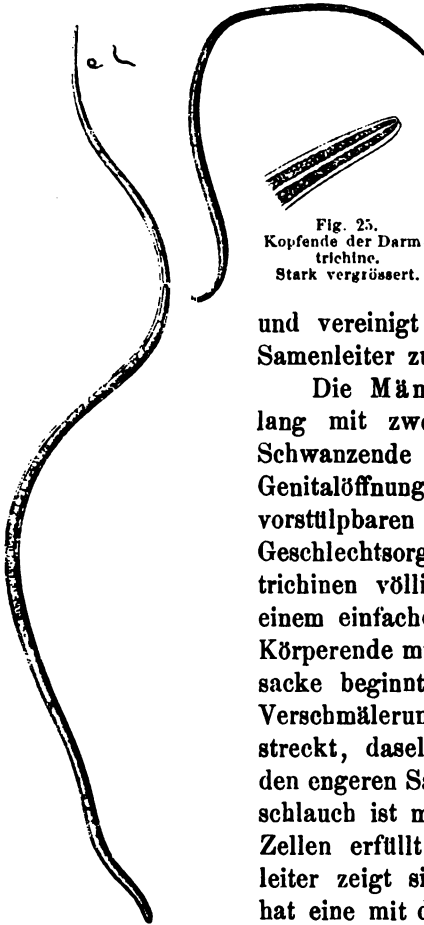 Fig. 25.
Kopfende der Darm
trichine.
Stark vergrössert.
und vereinigt
Samenleiter zu
Die Män
lang mit zwe
Schwanzende
Genitalöffnung
vorstülpbaren
Geschlechtsorg
trichinen völli
einem einfache
Körperende mü
sacke beginnt
Verschmälerun
streckt, dasel
den engeren Sa
schlauch ist m
Zellen erfüllt
leiter zeigt si
hat eine mit d